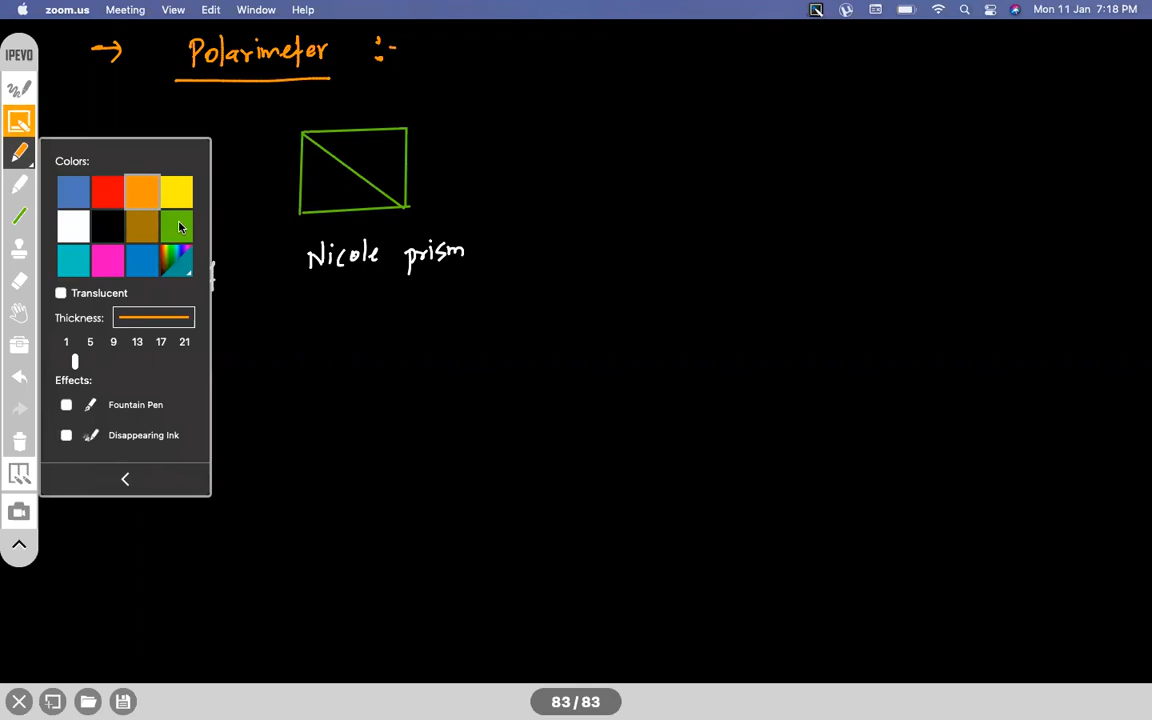 zoom.us Meeting View Edit Window Help Mon 11 Jan 7:18 PM
IPEVO
→ Polarimeter :-
Colors:
Nicole prism
Translucent
Thickness:
1 5 9 13 17 21
Effects:
Fountain Pen
Disappearing Ink
83/83